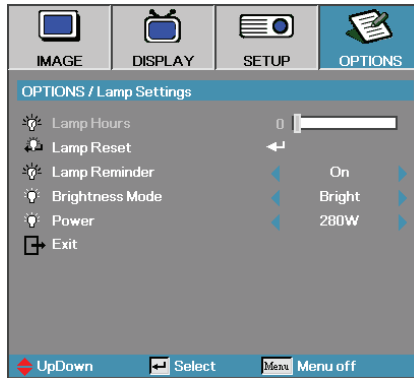 IMAGE DISPLAY SETUP OPTIONS
OPTIONS / Lamp Settings
Lamp Hours 0
Lamp Reset
Lamp Reminder On
Brightness Mode Bright
Power 280W
Exit
UpDown Select Menu Menu off